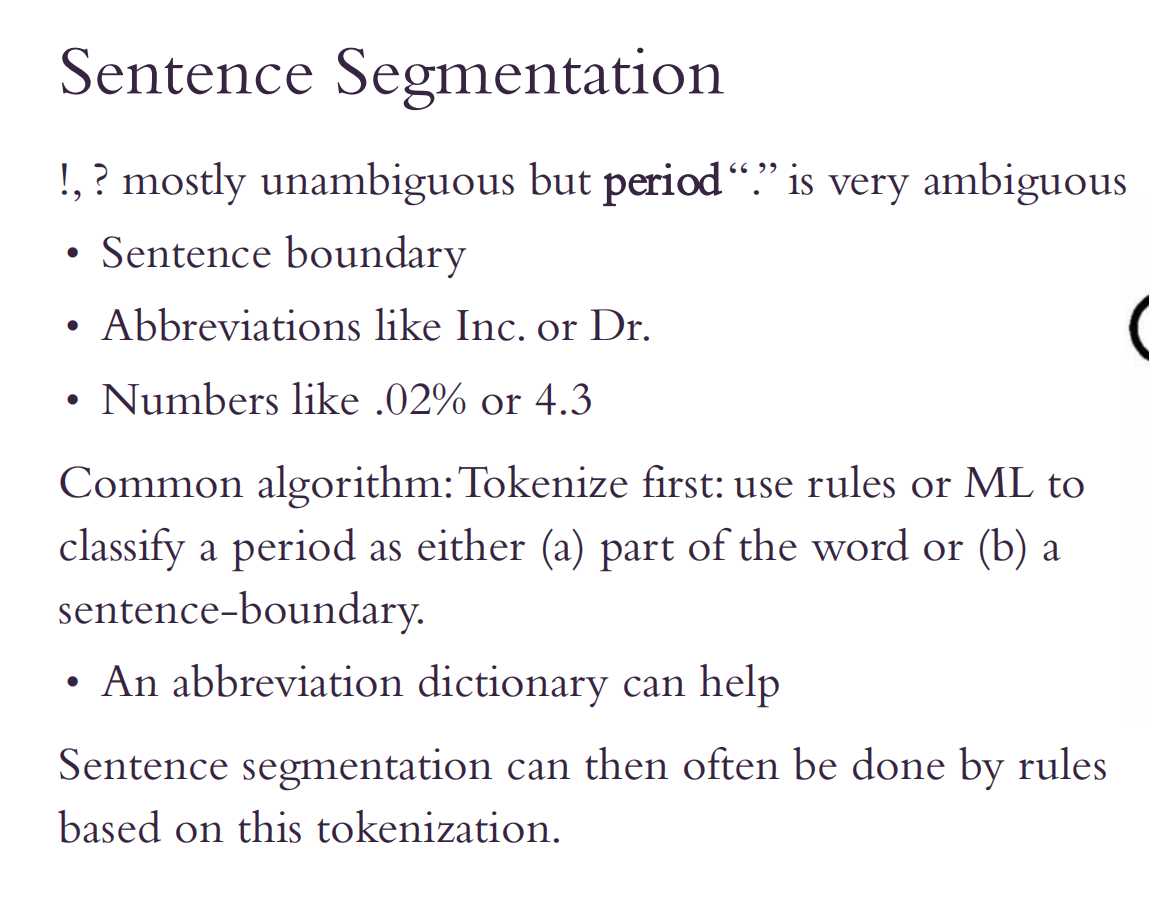 Sentence Segmentation
!, ? mostly unambiguous but period “.” is very ambiguous
• Sentence boundary
• Abbreviations like Inc. or Dr.
• Numbers like .02% or 4.3
Common algorithm: Tokenize first: use rules or ML to
classify a period as either (a) part of the word or (b) a
sentence-boundary.
• An abbreviation dictionary can help
Sentence segmentation can then often be done by rules
based on this tokenization.